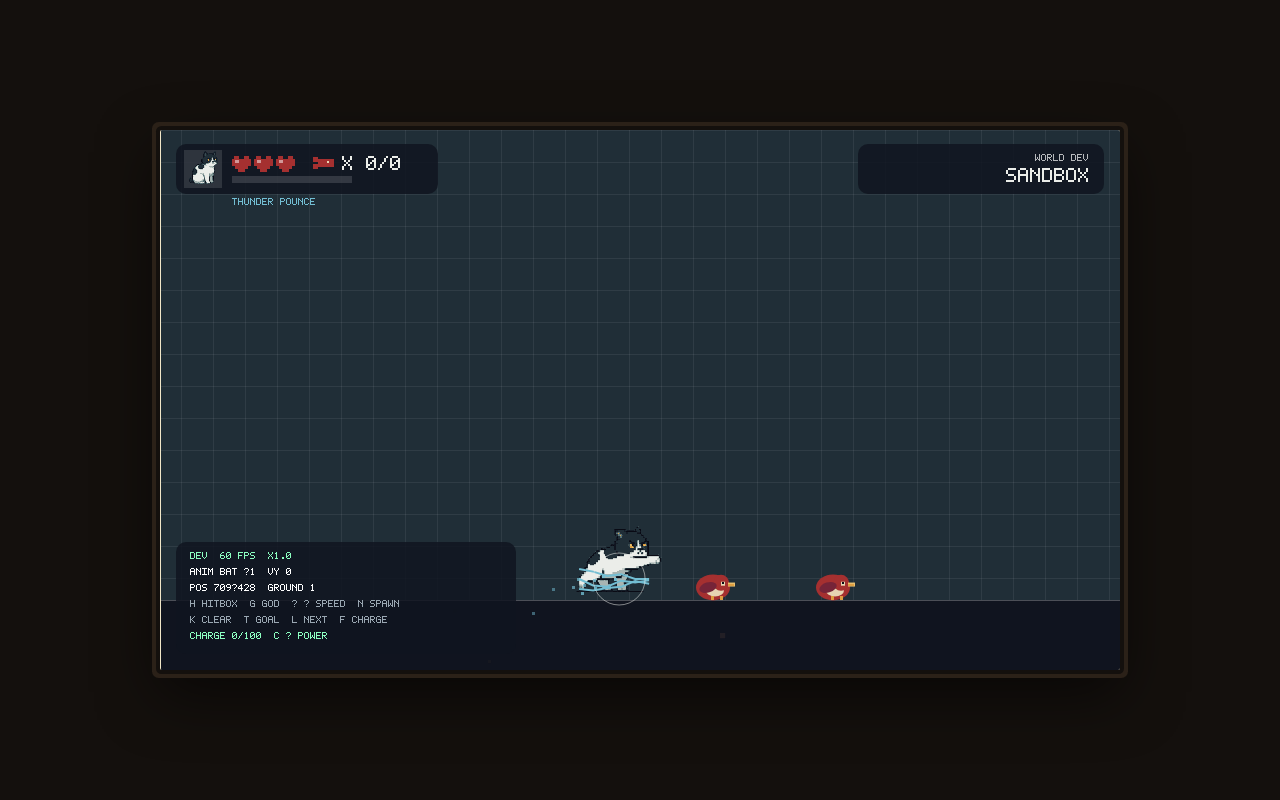 X 0/0
WORLD DEV
SANDBOX
THUNDER POUNCE
DEV 60 FPS X1.0
ANIM BAT ?1 VY 0
POS 709?428 GROUND 1
H HITBOX G GOD ? ? SPEED N SPAWN
K CLEAR T GOAL L NEXT F CHARGE
CHARGE 0/100 C ? POWER